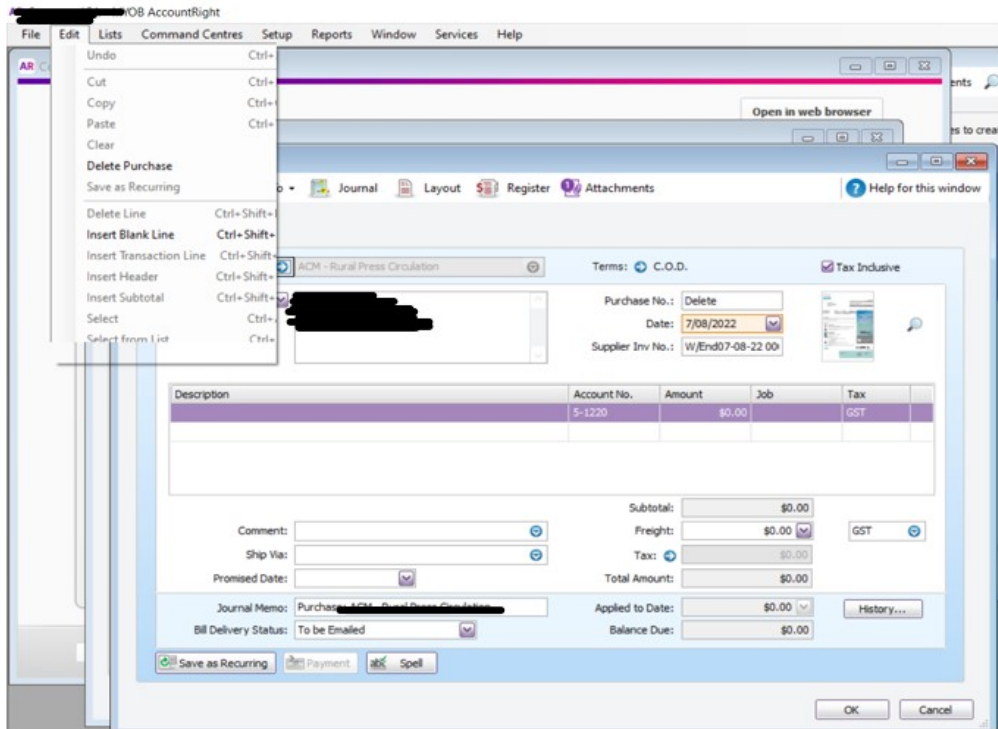 YOB AccountRight
File Edit Lists Command Centres Setup Reports Window Services Help
Undo Ctrl+
AR
Cut Ctrl+
Copy Ctrl+
Open in web browser
Paste Ctrl+
Clear
Delete Purchase
Save as Recurring
Journal Layout Register Attachments Help for this window
Delete Line Ctrl+Shift+
Insert Blank Line Ctrl+Shift+
Insert Transaction Line Ctrl+Shift+
Insert Header Ctrl+Shift+
Insert Subtotal Ctrl+Shift+
Select Ctrl+
Select from List Ctrl+
ACM - Rural Press Circulation Terms: C.O.D. Tax Inclusive
Purchase No.: Delete
Date: 7/08/2022
Supplier Inv No.: W/End07-08-22 00
Description Account No. Amount Job Tax
5-1220 $0.00 GST
Subtotal: $0.00
Comment: Freight: $0.00 GST
Ship Via: Tax: $0.00
Promised Date: Total Amount: $0.00
Journal Memo: Purchase; ACM - Rural Press Circulation Applied to Date: $0.00 History...
Bill Delivery Status: To be Emailed Balance Due: $0.00
Save as Recurring Payment Spell
OK Cancel